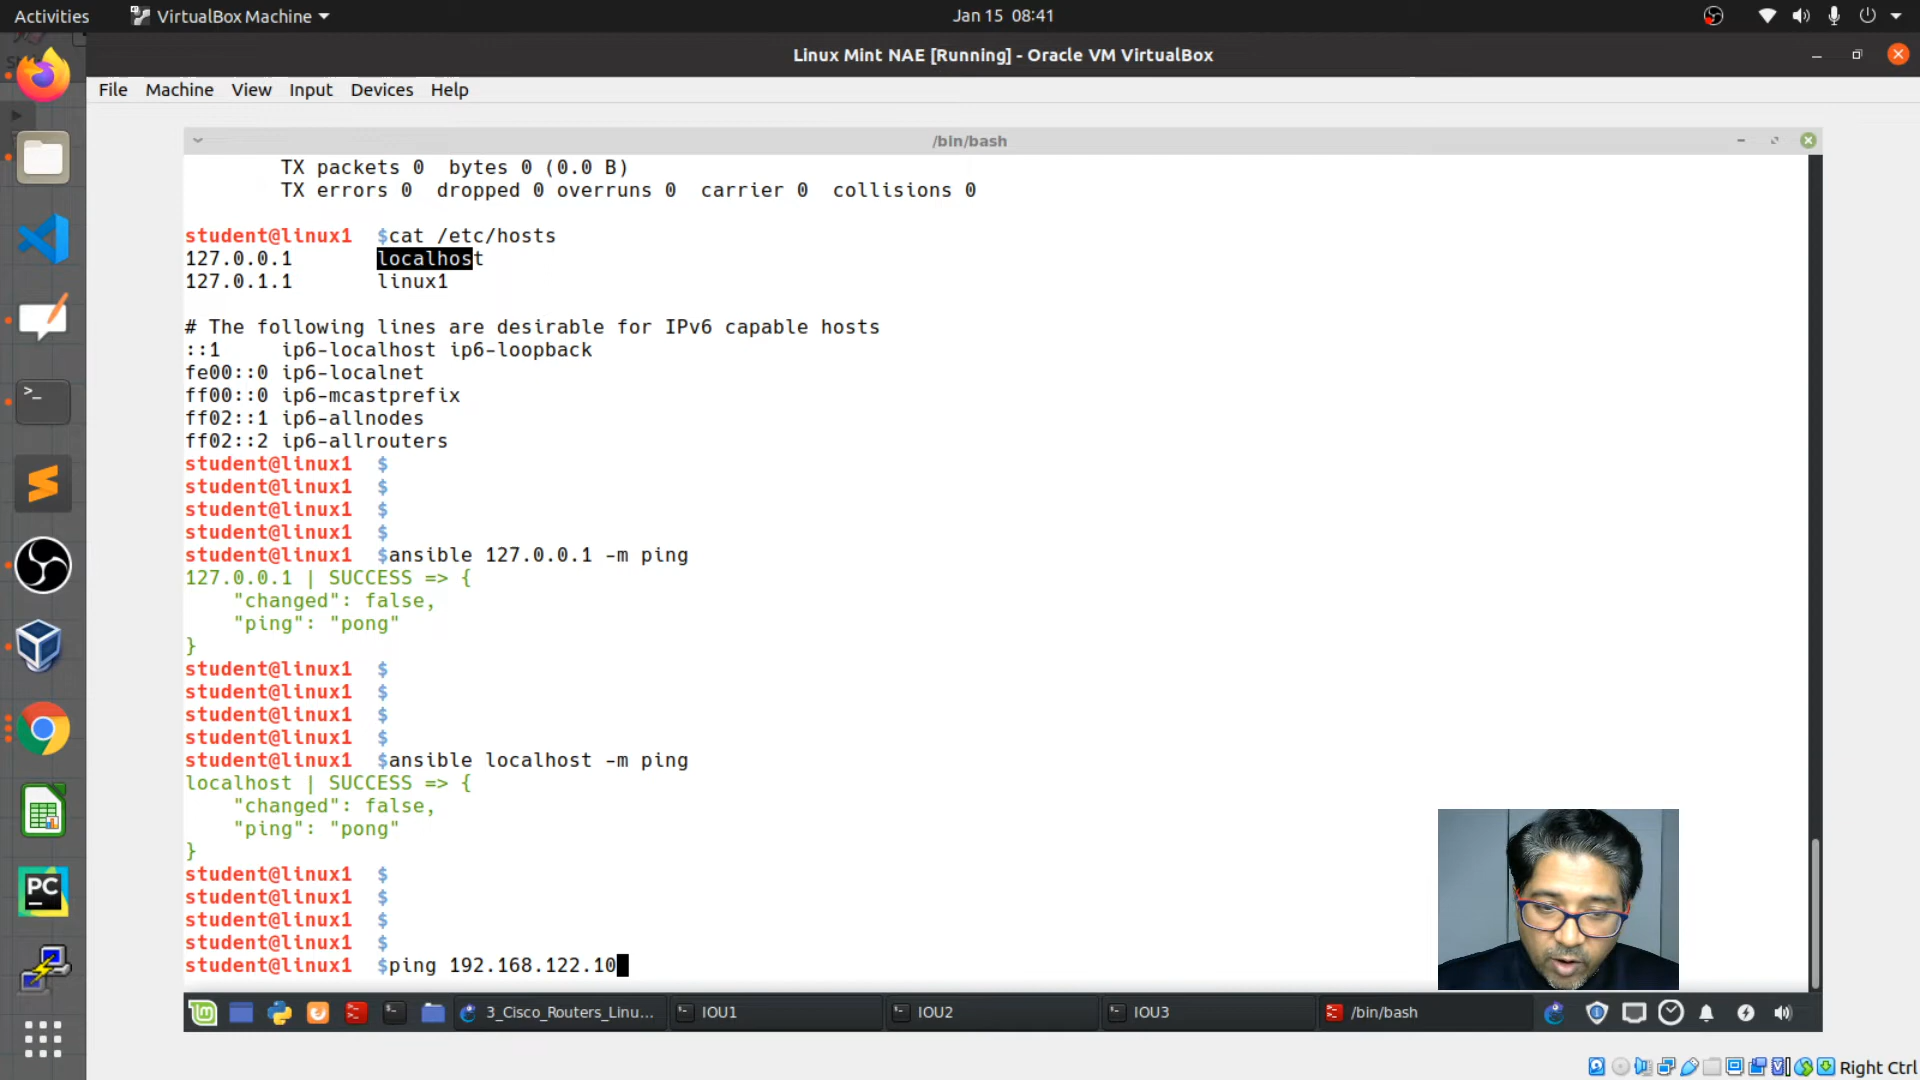 Activities VirtualBox Machine Jan 15 08:41
Linux Mint NAE [Running] - Oracle VM VirtualBox
File Machine View Input Devices Help
/bin/bash
TX packets 0  bytes 0 (0.0 B)
TX errors 0  dropped 0 overruns 0  carrier 0  collisions 0
student@linux1  $cat /etc/hosts
127.0.0.1       localhost
127.0.1.1       linux1
# The following lines are desirable for IPv6 capable hosts
::1     ip6-localhost ip6-loopback
fe00::0 ip6-localnet
ff00::0 ip6-mcastprefix
ff02::1 ip6-allnodes
ff02::2 ip6-allrouters
student@linux1  $
student@linux1  $
student@linux1  $
student@linux1  $
student@linux1  $ansible 127.0.0.1 -m ping
127.0.0.1 | SUCCESS => {
    "changed": false,
    "ping": "pong"
}
student@linux1  $
student@linux1  $
student@linux1  $
student@linux1  $
student@linux1  $ansible localhost -m ping
localhost | SUCCESS => {
    "changed": false,
    "ping": "pong"
}
student@linux1  $
student@linux1  $
student@linux1  $
student@linux1  $
student@linux1  $ping 192.168.122.10
3_Cisco_Routers_Linu... IOU1 IOU2 IOU3 /bin/bash
PC
Right Ctrl